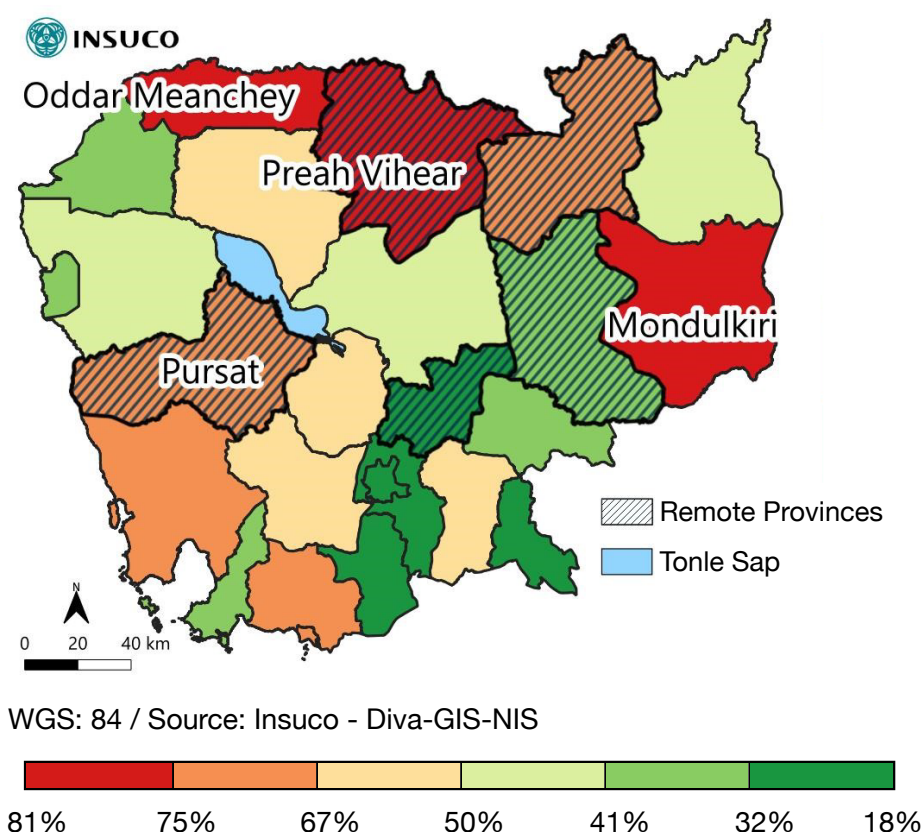 INSUCO
Oddar Meanchey
Preah Vihear
Mondulkiri
Pursat
Remote Provinces
Tonle Sap
N
0 20 40 km
WGS: 84 / Source: Insuco - Diva-GIS-NIS
81% 75% 67% 50% 41% 32% 18%